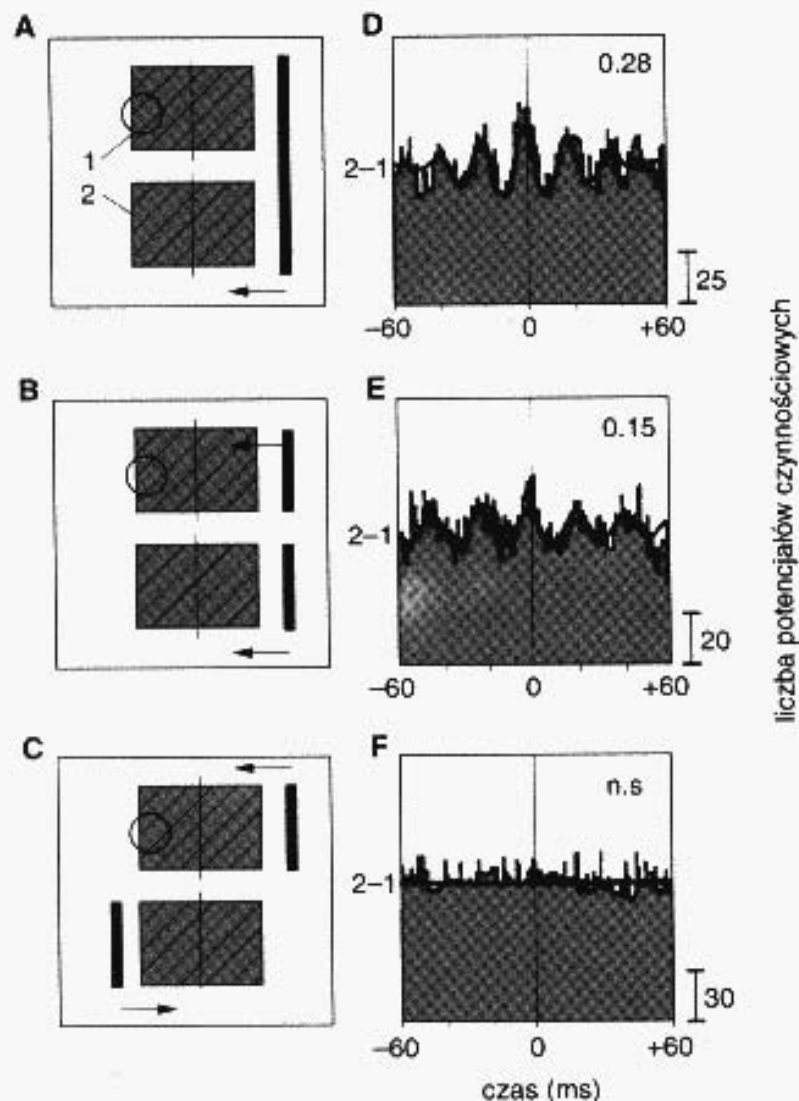 A
1
2
D
0.28
2–1
25
–60
0
+60
B
E
0.15
2–1
20
–60
0
+60
C
F
n.s
2–1
30
–60
0
+60
czas (ms)
liczba potencjałów czynnościowych